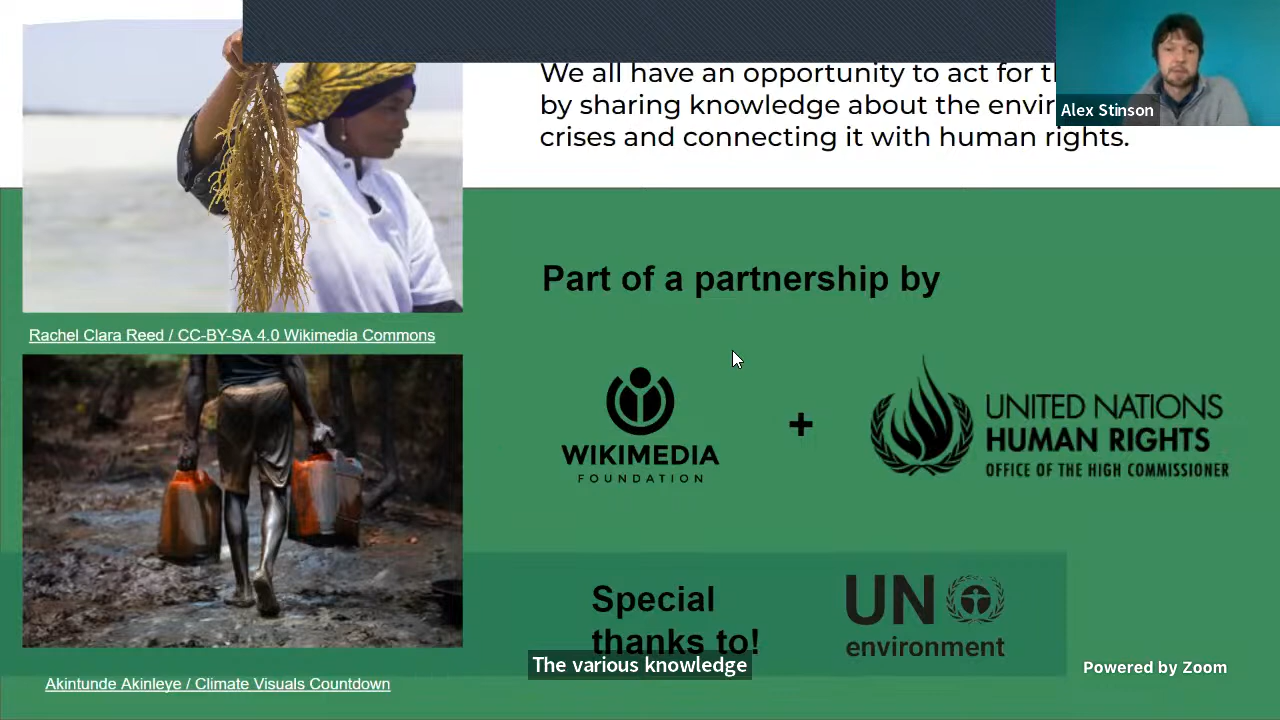 We all have an opportunity to act for
by sharing knowledge about the
crises and connecting it with human rights.
Alex Stinson
Part of a partnership by
Rachel Clara Reed / CC-BY-SA 4.0 Wikimedia Commons
WIKIMEDIA
FOUNDATION
+
UNITED NATIONS
HUMAN RIGHTS
OFFICE OF THE HIGH COMMISSIONER
Special
thanks to!
UN
environment
The various knowledge
Powered by Zoom
Akintunde Akinleye / Climate Visuals Countdown